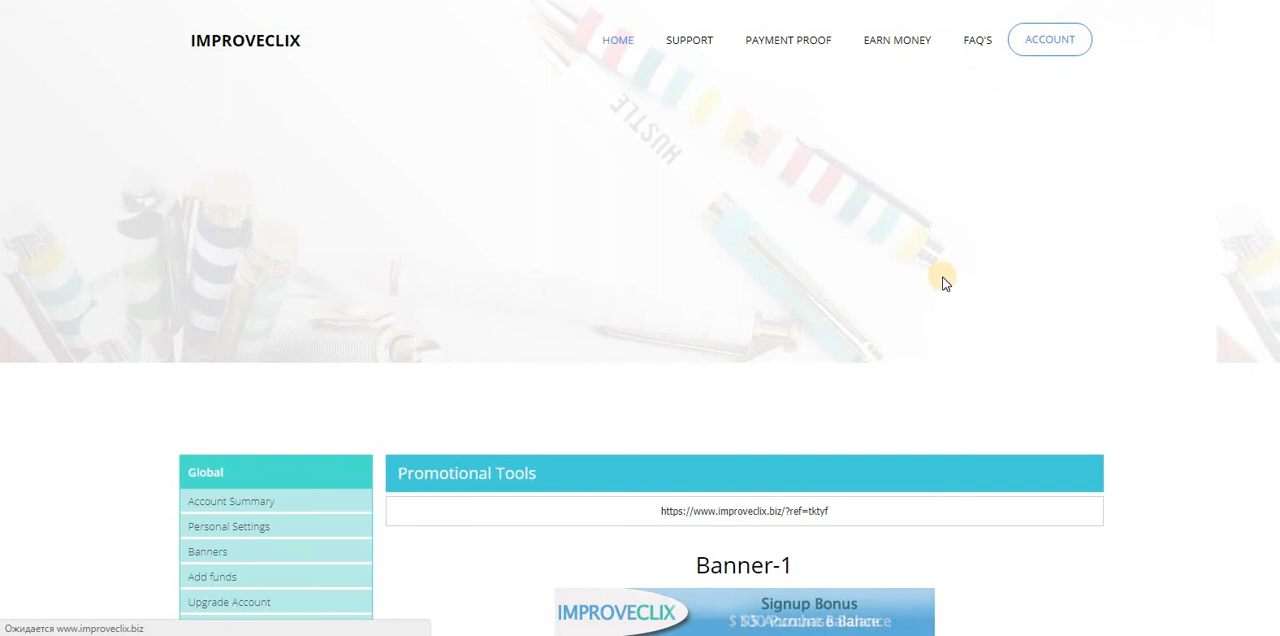 IMPROVECLIX
HOME SUPPORT PAYMENT PROOF EARN MONEY FAQ'S ACCOUNT
HUSTLE
Global
Account Summary
Personal Settings
Banners
Add funds
Upgrade Account
Promotional Tools
https://www.improveclix.biz/?ref=tktyf
Banner-1
IMPROVECLIX
Signup Bonus
Ожидается www.improveclix.biz